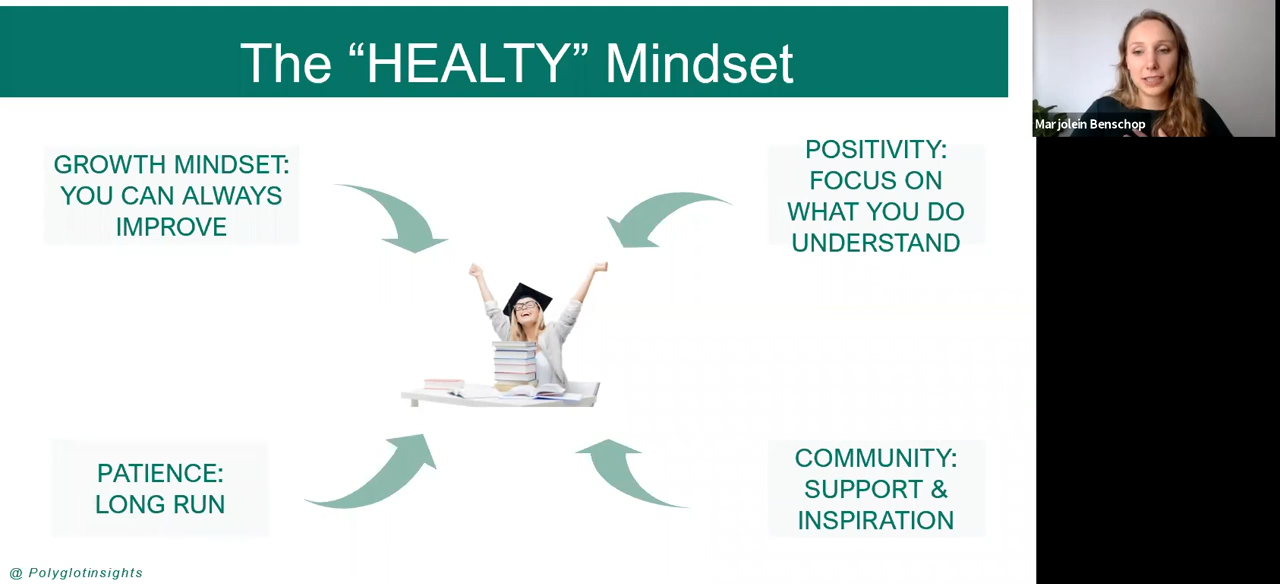 The “HEALTY” Mindset
Marjolein Benschop
GROWTH MINDSET:
YOU CAN ALWAYS
IMPROVE
POSITIVITY:
FOCUS ON
WHAT YOU DO
UNDERSTAND
PATIENCE:
LONG RUN
COMMUNITY:
SUPPORT &
INSPIRATION
@ Polyglotinsights